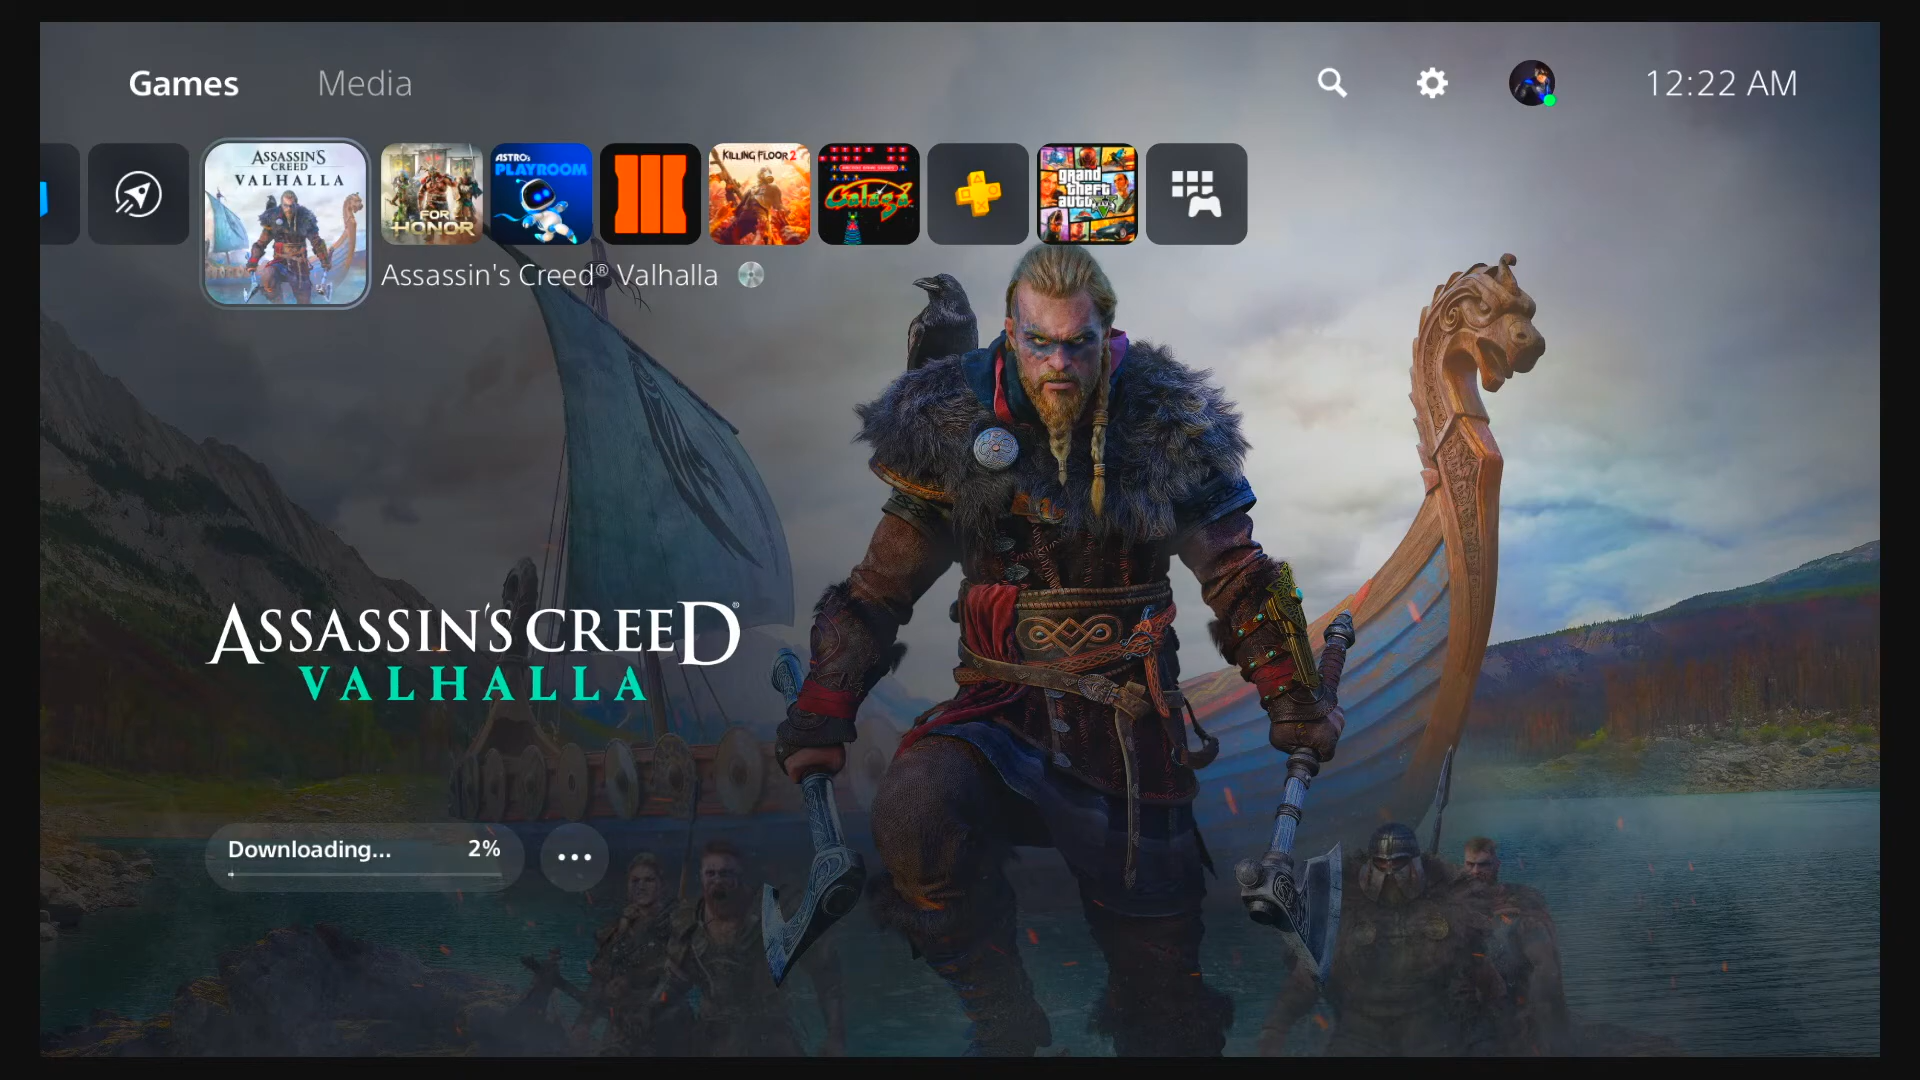 Games
Media
12:22 AM
ASSASSIN'S
CREED
VALHALLA
FOR
HONOR
ASTRO's
PLAYROOM
KILLING FLOOR 2
Galaga
grand
theft
auto
V
Assassin's Creed® Valhalla
ASSASSIN'S CREED®
VALHALLA
Downloading... 2%